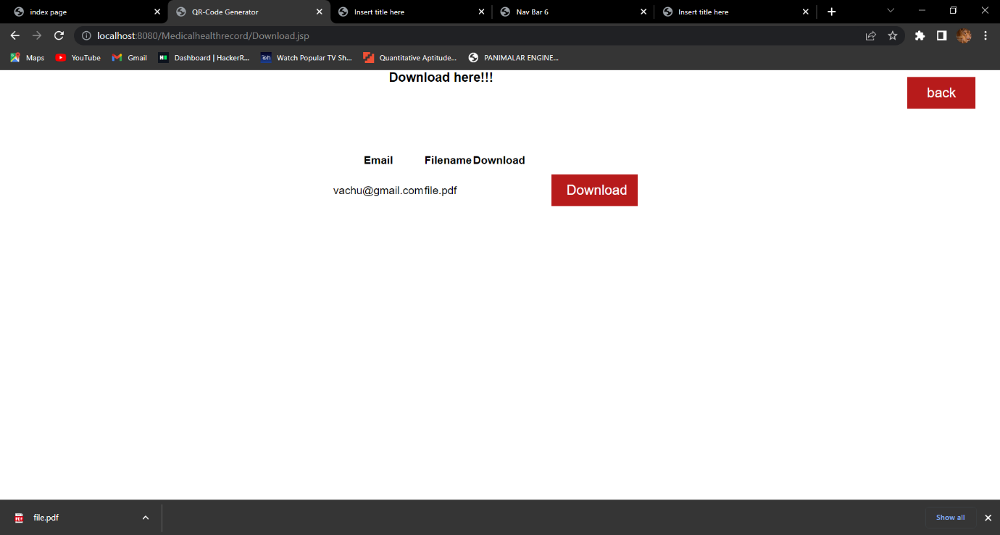 index page QR-Code Generator Insert title here Nav Bar 6 Insert title here
localhost:8080/Medicalhealthrecord/Download.jsp
Maps YouTube Gmail Dashboard | HackerR... Watch Popular TV Sh... Quantitative Aptitude... PANIMALAR ENGINE...
Download here!!!
back
Email Filename Download
vachu@gmail.com file.pdf Download
file.pdf Show all